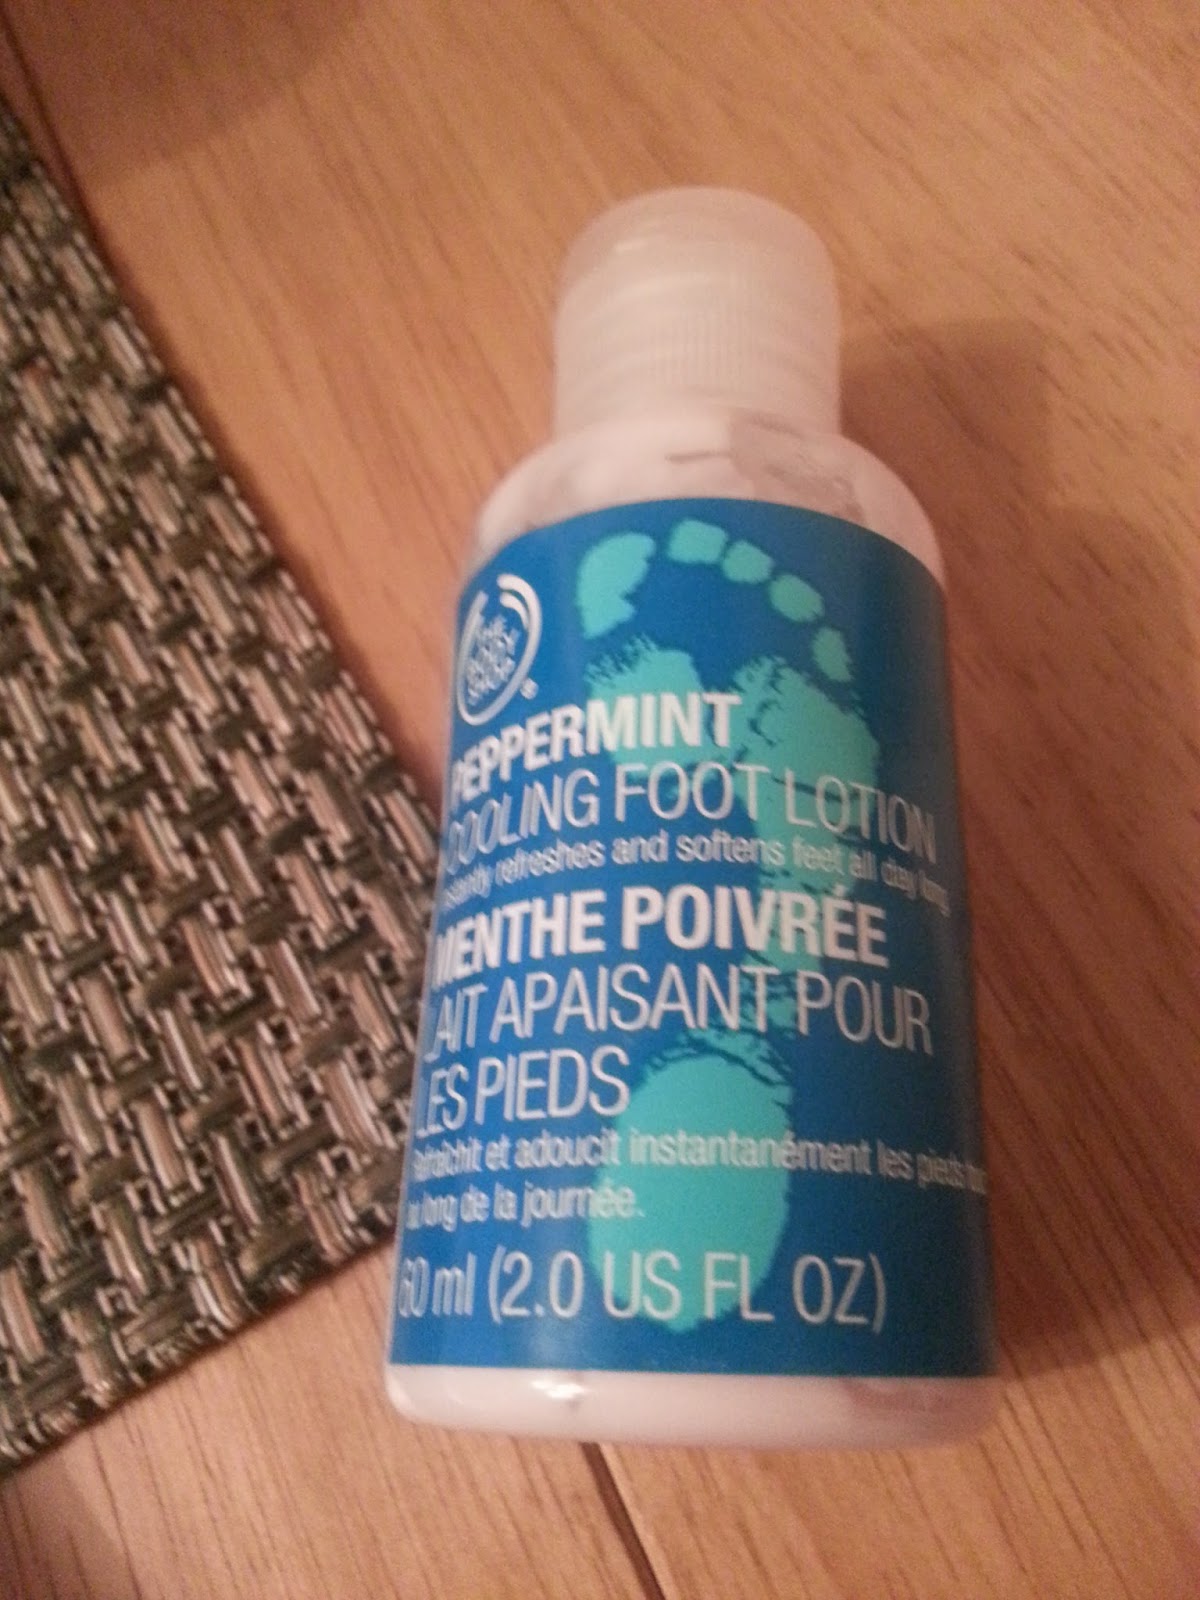 THE
BODY
SHOP
®
PEPPERMINT
COOLING FOOT LOTION
refreshes and softens feet all day long
MENTHE POIVRÉE
LAIT APAISANT POUR
LES PIEDS
rafraîchit et adoucit instantanément les pieds
au long de la journée.
60 ml (2.0 US FL OZ)